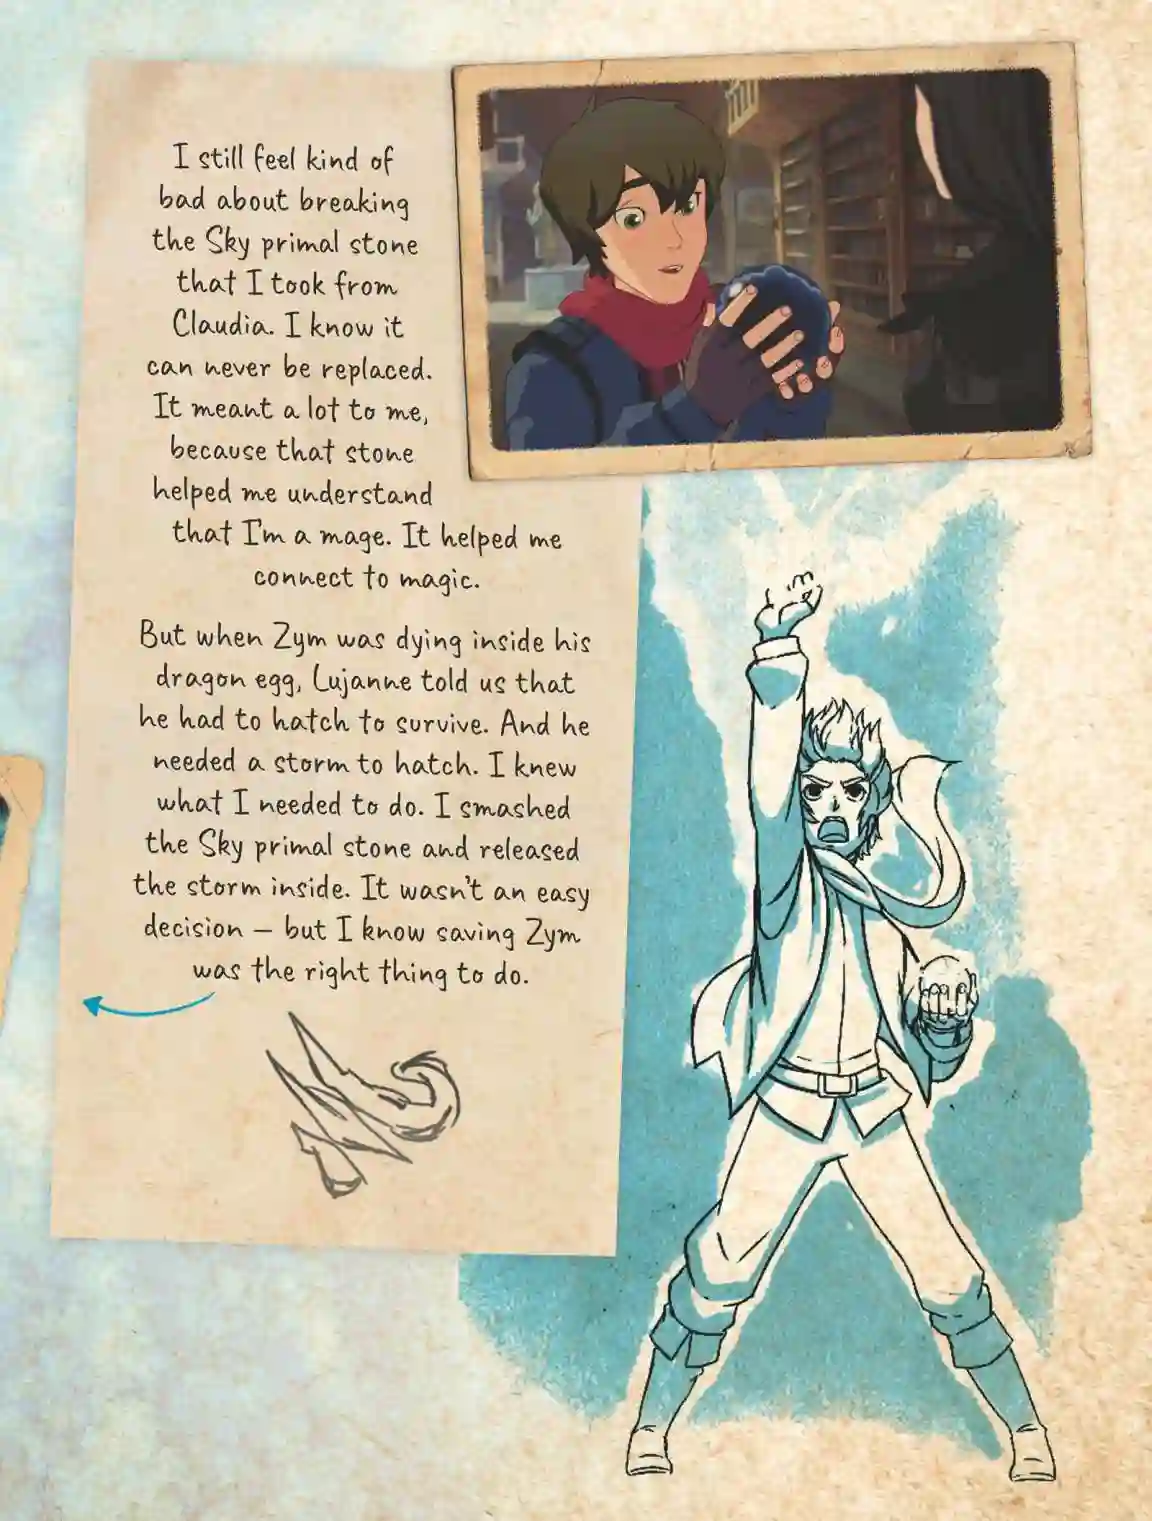 I still feel kind of
bad about breaking
the Sky primal stone
that I took from
Claudia. I know it
can never be replaced.
It meant a lot to me,
because that stone
helped me understand
that I'm a mage. It helped me
connect to magic.
But when Zym was dying inside his
dragon egg, Lujanne told us that
he had to hatch to survive. And he
needed a storm to hatch. I knew
what I needed to do. I smashed
the Sky primal stone and released
the storm inside. It wasn't an easy
decision – but I know saving Zym
was the right thing to do.